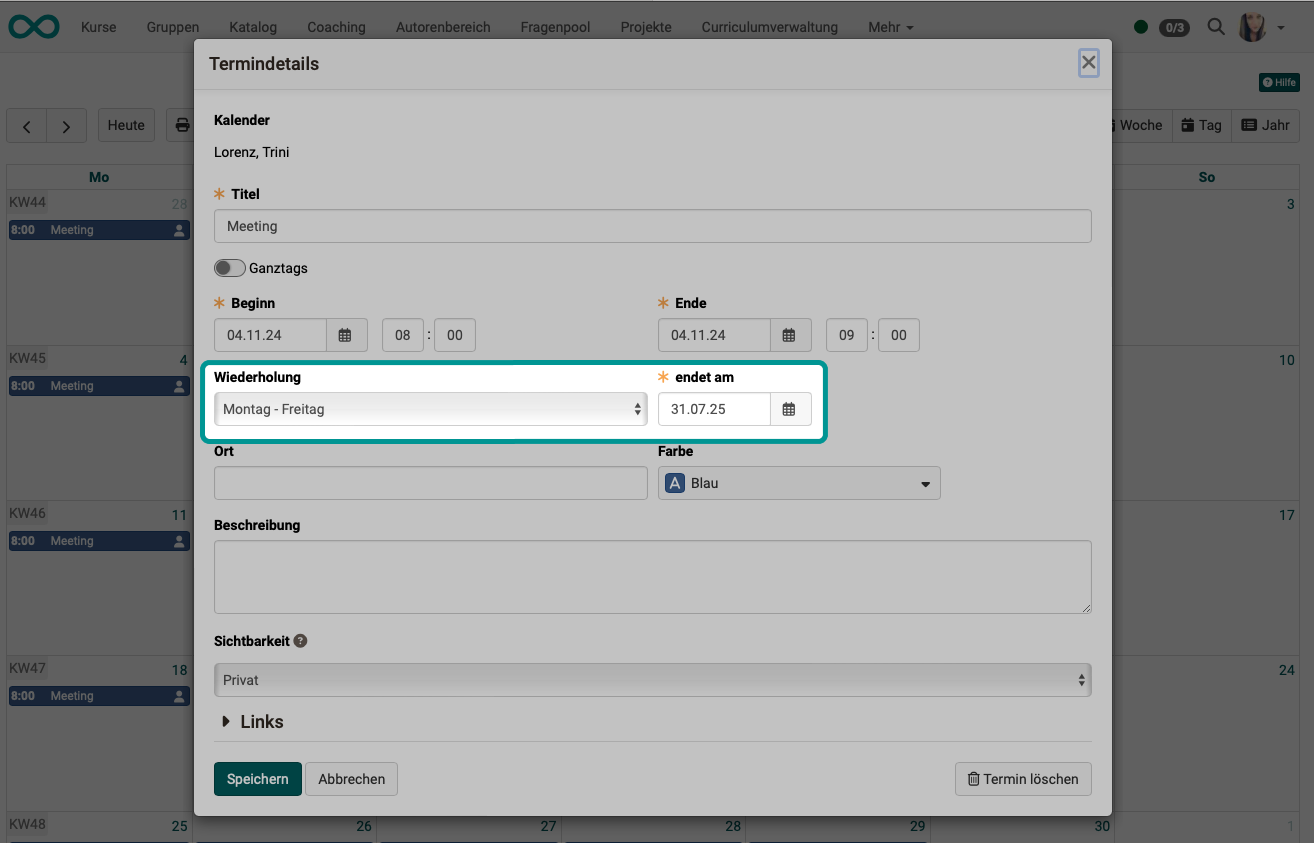 Kurse Gruppen Katalog Coaching Autorenbereich Fragenpool Projekte Curriculumverwaltung Mehr 0/3
Termindetails
Hilfe
Heute Woche Tag Jahr
Kalender
Lorenz, Trini
Mo So
KW44 28 3
8:00 Meeting
* Titel
Meeting
Ganztags
* Beginn * Ende
04.11.24 08 : 00 04.11.24 09 : 00
KW45 4 10
8:00 Meeting
Wiederholung * endet am
Montag - Freitag 31.07.25
Ort Farbe
A Blau
KW46 11 17
8:00 Meeting
Beschreibung
Sichtbarkeit ?
Privat
KW47 18 24
8:00 Meeting
Links
Speichern Abbrechen Termin löschen
KW48 25 26 27 28 29 30 1